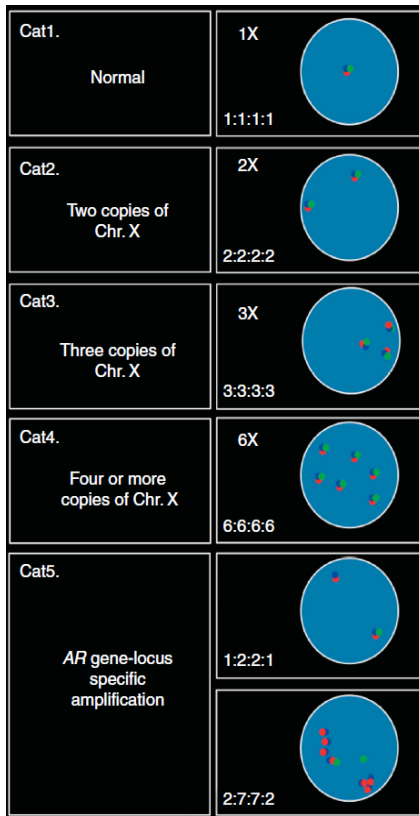 Cat1.
Normal
1X
1:1:1:1
Cat2.
Two copies of
Chr. X
2X
2:2:2:2
Cat3.
Three copies of
Chr. X
3X
3:3:3:3
Cat4.
Four or more
copies of Chr. X
6X
6:6:6:6
Cat5.
AR gene-locus
specific
amplification
1:2:2:1
2:7:7:2